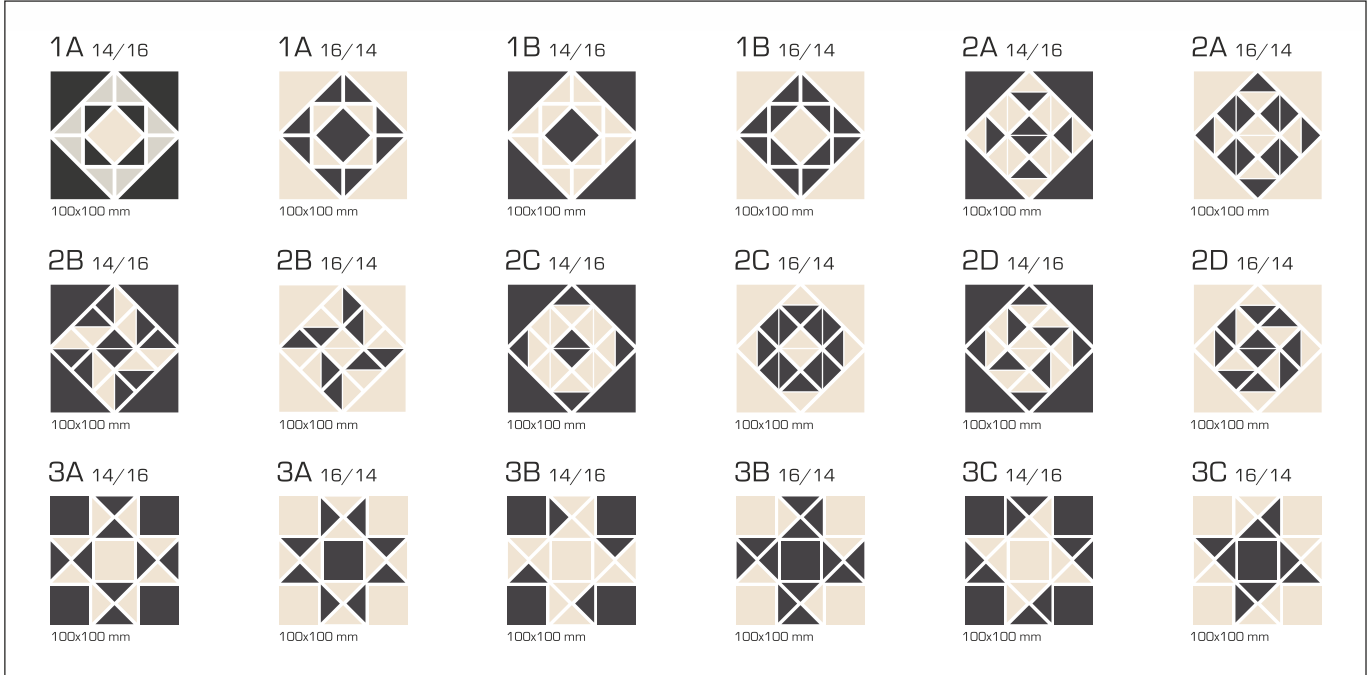 1A 14/16
1A 16/14
1B 14/16
1B 16/14
2A 14/16
2A 16/14
100x100 mm
100x100 mm
100x100 mm
100x100 mm
100x100 mm
100x100 mm
2B 14/16
2B 16/14
2C 14/16
2C 16/14
2D 14/16
2D 16/14
100x100 mm
100x100 mm
100x100 mm
100x100 mm
100x100 mm
100x100 mm
3A 14/16
3A 16/14
3B 14/16
3B 16/14
3C 14/16
3C 16/14
100x100 mm
100x100 mm
100x100 mm
100x100 mm
100x100 mm
100x100 mm